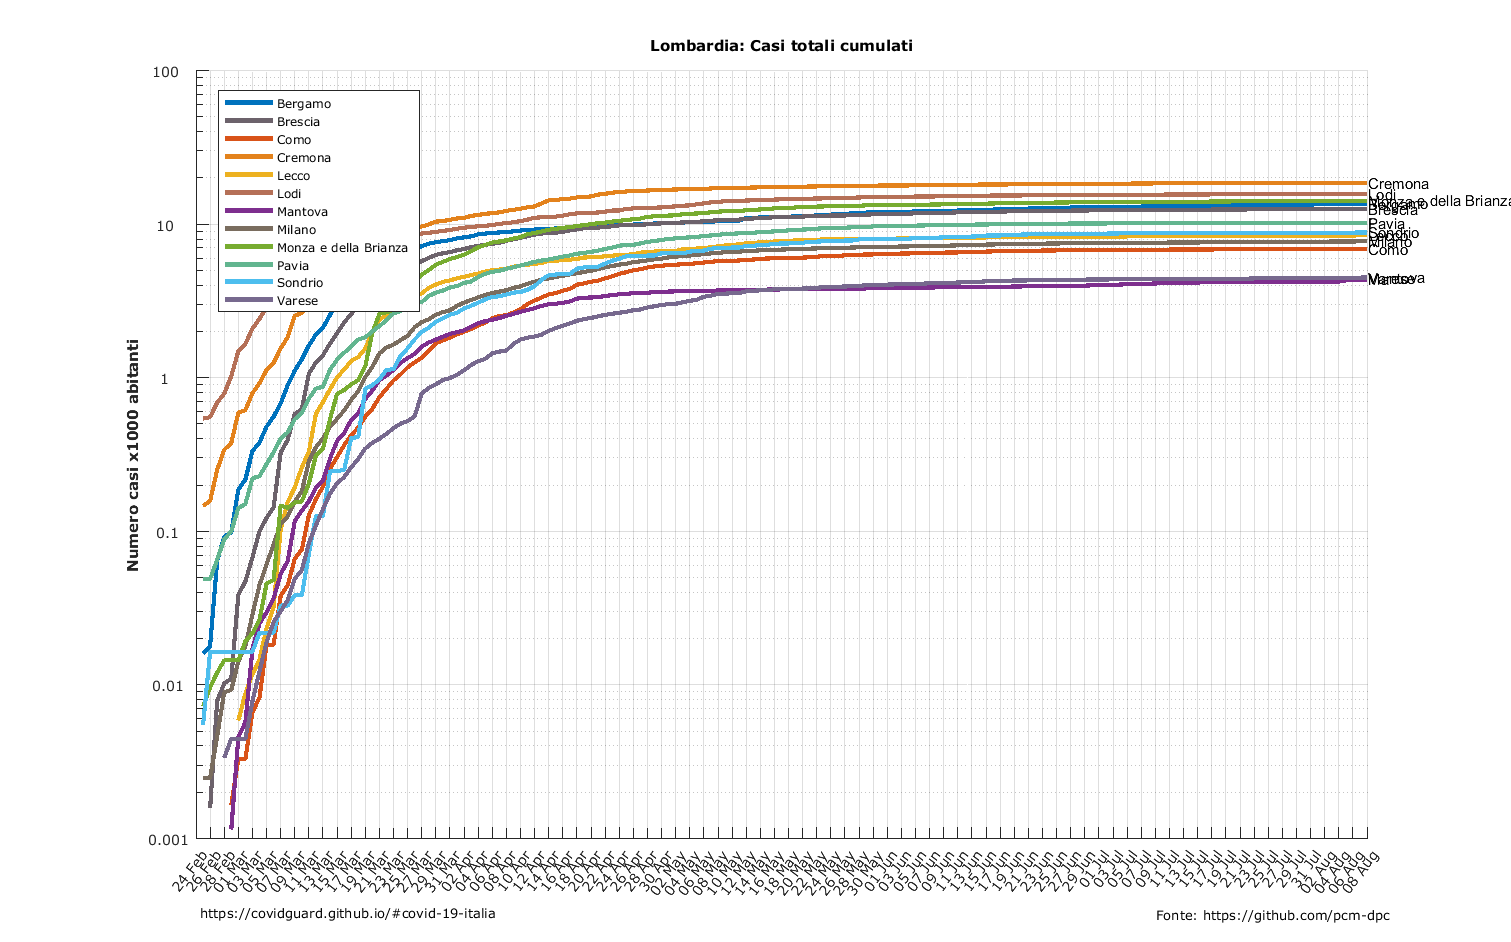 Lombardia: Casi totali cumulati
100
10
1
0.1
0.01
0.001
Numero casi x1000 abitanti
Bergamo
Brescia
Como
Cremona
Lecco
Lodi
Mantova
Milano
Monza e della Brianza
Pavia
Sondrio
Varese
Cremona
Lodi
Monza e della Brianza
Bergamo
Brescia
Pavia
Sondrio
Milano
Como
Mantova
Varese
24 Feb
26 Feb
28 Feb
01 Mar
03 Mar
05 Mar
07 Mar
09 Mar
11 Mar
13 Mar
15 Mar
17 Mar
19 Mar
21 Mar
23 Mar
25 Mar
27 Mar
29 Mar
31 Mar
02 Apr
04 Apr
06 Apr
08 Apr
10 Apr
12 Apr
14 Apr
16 Apr
18 Apr
20 Apr
22 Apr
24 Apr
26 Apr
28 Apr
30 Apr
02 May
04 May
06 May
08 May
10 May
12 May
14 May
16 May
18 May
20 May
22 May
24 May
26 May
28 May
30 May
01 Jun
03 Jun
05 Jun
07 Jun
09 Jun
11 Jun
13 Jun
15 Jun
17 Jun
19 Jun
21 Jun
23 Jun
25 Jun
27 Jun
29 Jun
01 Jul
03 Jul
05 Jul
07 Jul
09 Jul
11 Jul
13 Jul
15 Jul
17 Jul
19 Jul
21 Jul
23 Jul
25 Jul
27 Jul
29 Jul
31 Jul
02 Aug
04 Aug
06 Aug
08 Aug
https://covidguard.github.io/#covid-19-italia
Fonte: https://github.com/pcm-dpc